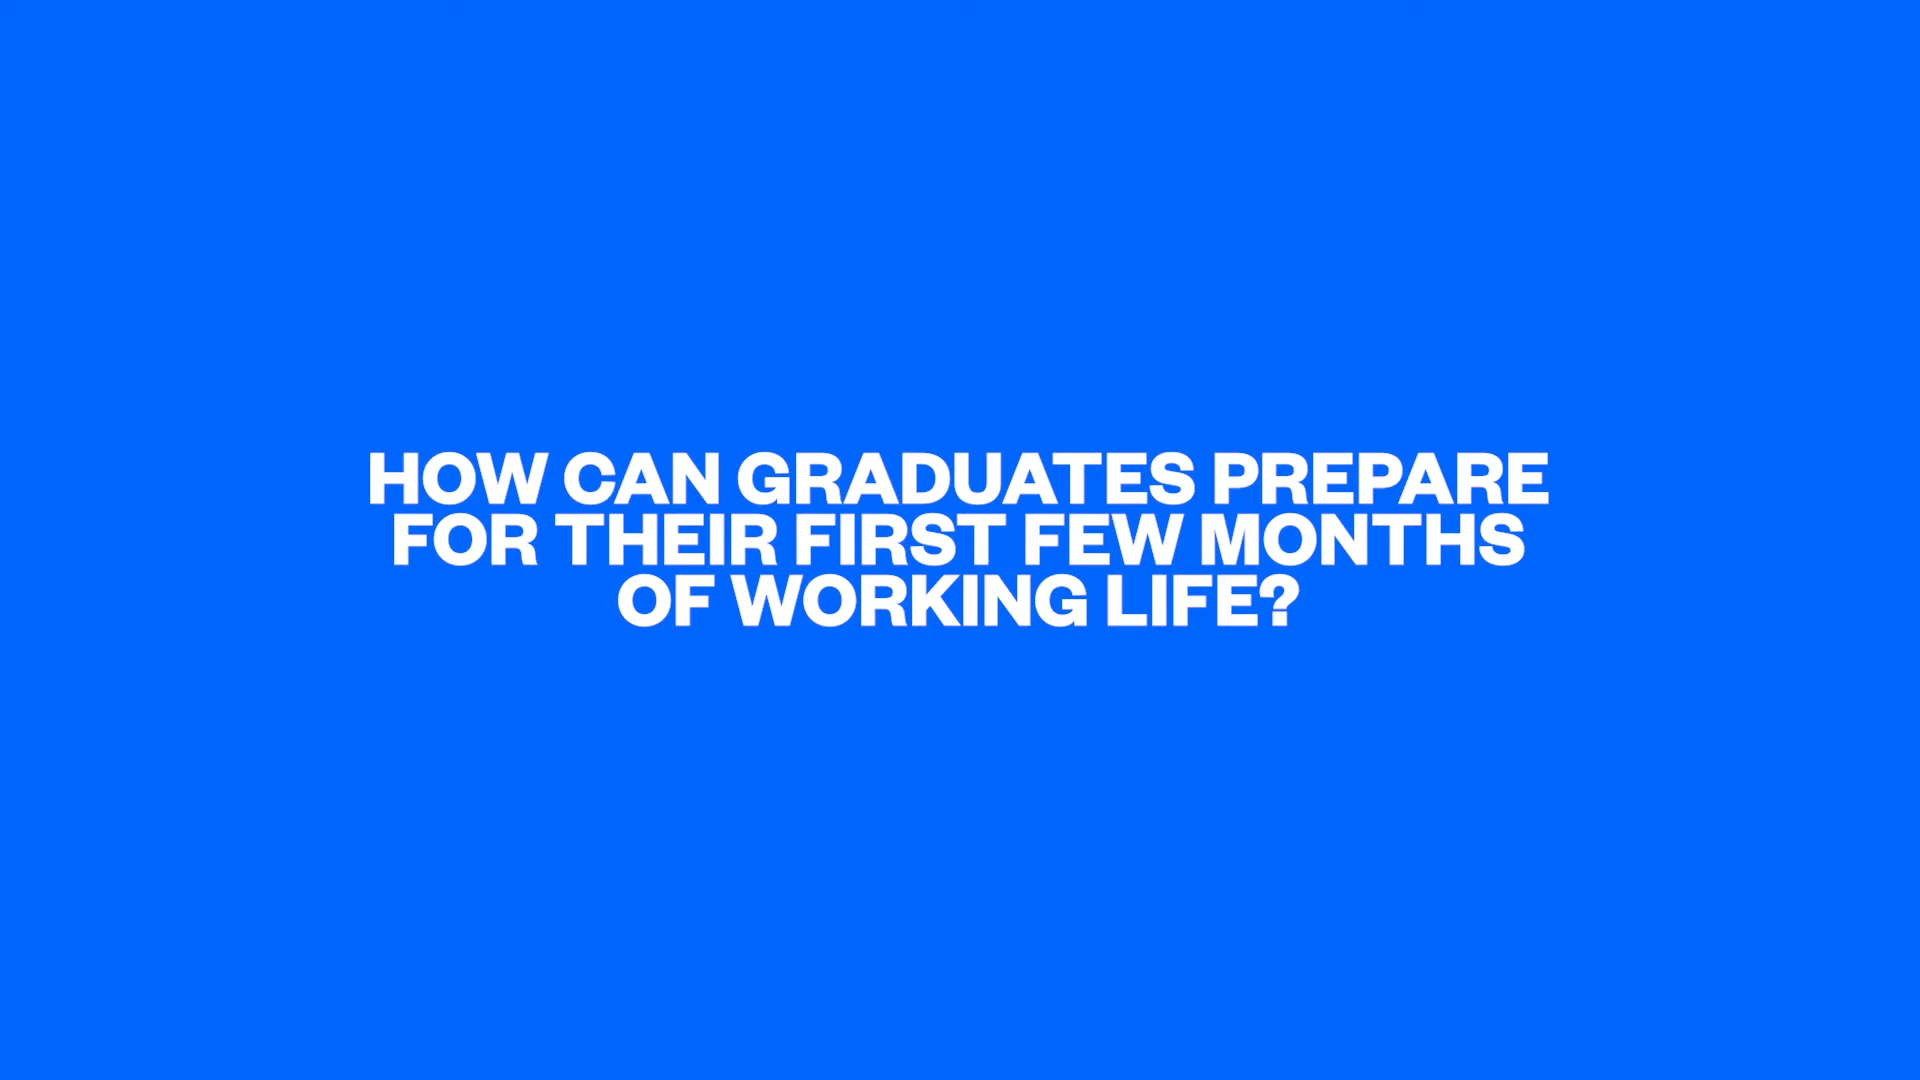 HOW CAN GRADUATES PREPARE
FOR THEIR FIRST FEW MONTHS
OF WORKING LIFE?